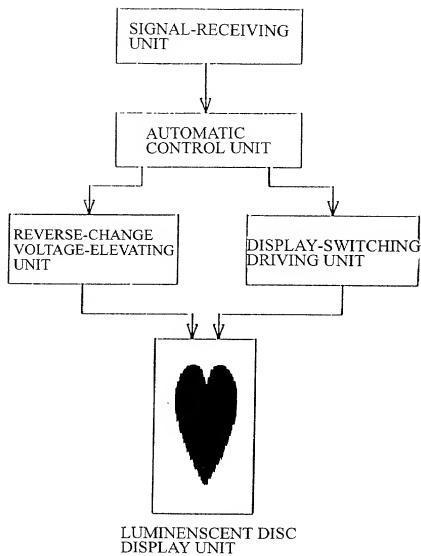 SIGNAL-RECEIVING
UNIT
AUTOMATIC
CONTROL UNIT
REVERSE-CHANGE
VOLTAGE-ELEVATING
UNIT
DISPLAY-SWITCHING
DRIVING UNIT
LUMINENSCENT DISC
DISPLAY UNIT